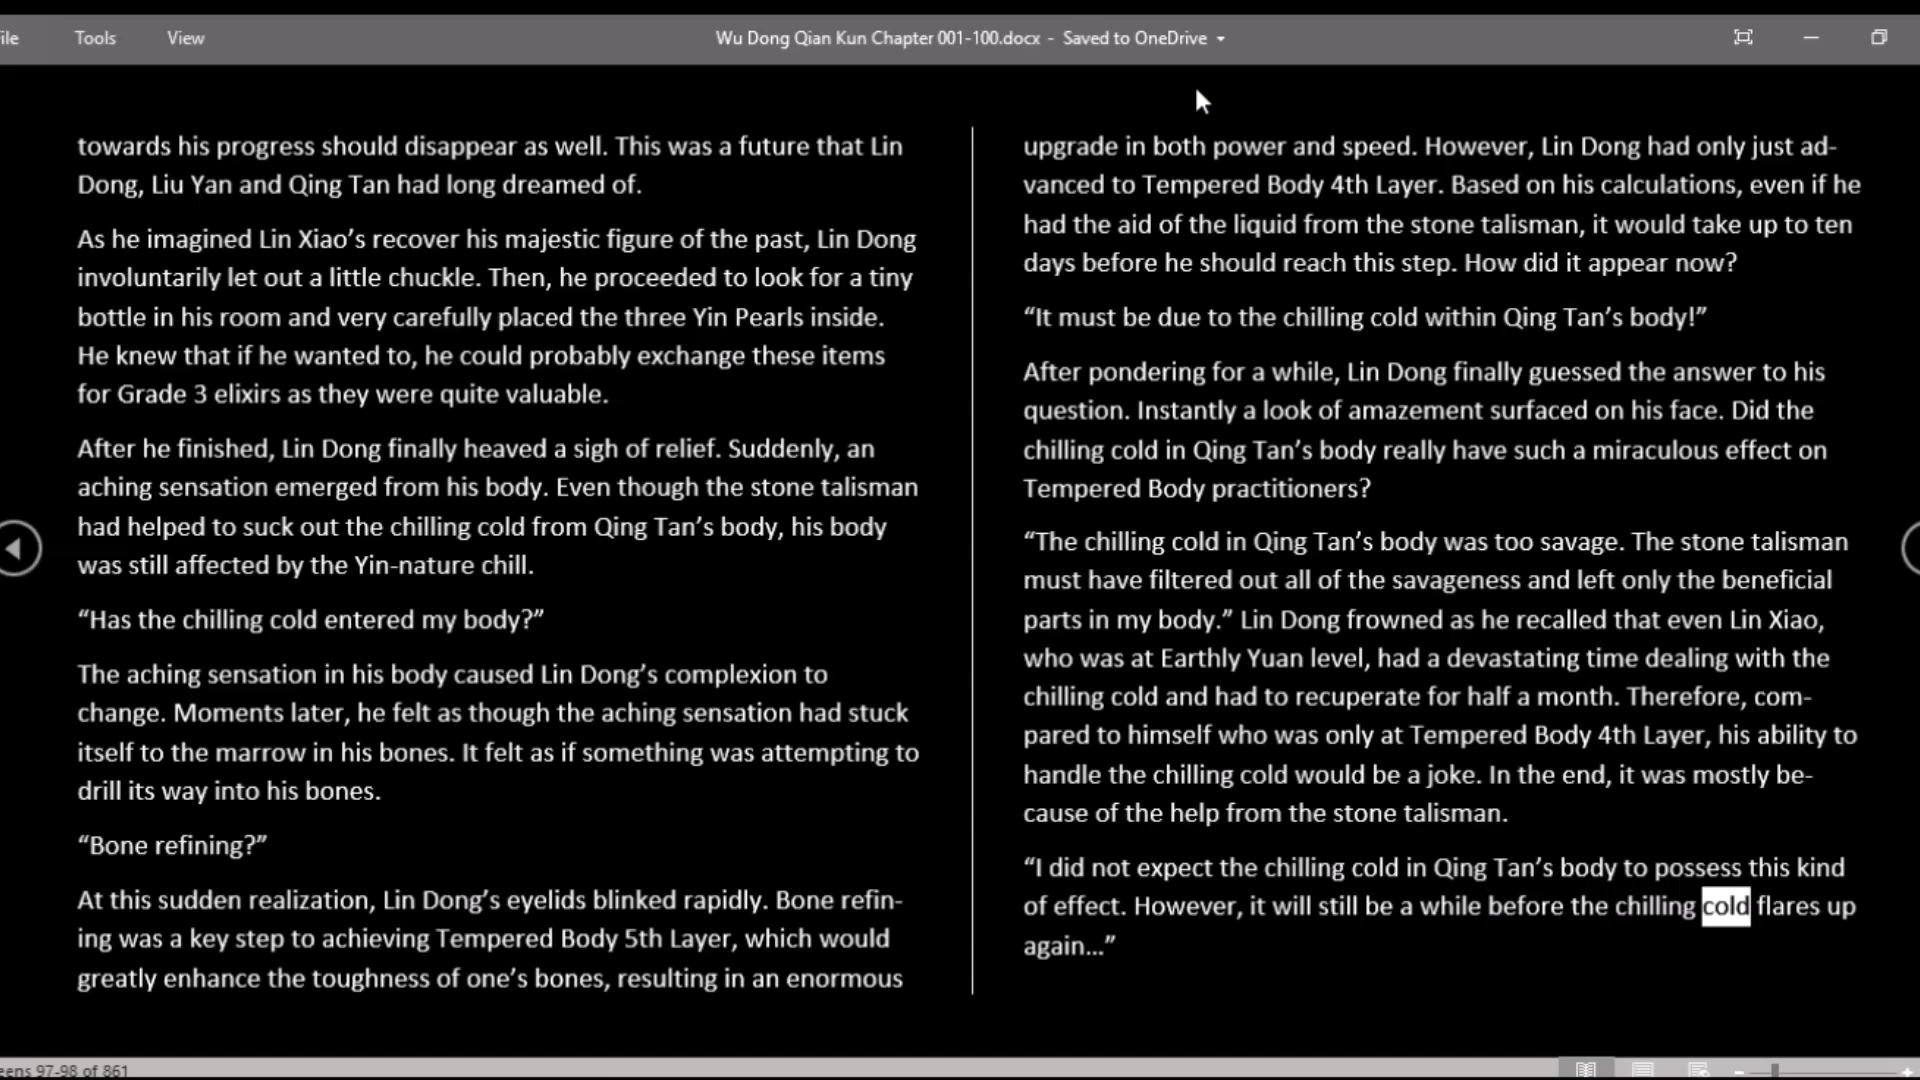 ile Tools View Wu Dong Qian Kun Chapter 001-100.docx - Saved to OneDrive
towards his progress should disappear as well. This was a future that Lin
Dong, Liu Yan and Qing Tan had long dreamed of.
As he imagined Lin Xiao’s recover his majestic figure of the past, Lin Dong
involuntarily let out a little chuckle. Then, he proceeded to look for a tiny
bottle in his room and very carefully placed the three Yin Pearls inside.
He knew that if he wanted to, he could probably exchange these items
for Grade 3 elixirs as they were quite valuable.
After he finished, Lin Dong finally heaved a sigh of relief. Suddenly, an
aching sensation emerged from his body. Even though the stone talisman
had helped to suck out the chilling cold from Qing Tan’s body, his body
was still affected by the Yin-nature chill.
“Has the chilling cold entered my body?”
The aching sensation in his body caused Lin Dong’s complexion to
change. Moments later, he felt as though the aching sensation had stuck
itself to the marrow in his bones. It felt as if something was attempting to
drill its way into his bones.
“Bone refining?”
At this sudden realization, Lin Dong’s eyelids blinked rapidly. Bone refin-
ing was a key step to achieving Tempered Body 5th Layer, which would
greatly enhance the toughness of one’s bones, resulting in an enormous
upgrade in both power and speed. However, Lin Dong had only just ad-
vanced to Tempered Body 4th Layer. Based on his calculations, even if he
had the aid of the liquid from the stone talisman, it would take up to ten
days before he should reach this step. How did it appear now?
“It must be due to the chilling cold within Qing Tan’s body!”
After pondering for a while, Lin Dong finally guessed the answer to his
question. Instantly a look of amazement surfaced on his face. Did the
chilling cold in Qing Tan’s body really have such a miraculous effect on
Tempered Body practitioners?
“The chilling cold in Qing Tan’s body was too savage. The stone talisman
must have filtered out all of the savageness and left only the beneficial
parts in my body.” Lin Dong frowned as he recalled that even Lin Xiao,
who was at Earthly Yuan level, had a devastating time dealing with the
chilling cold and had to recuperate for half a month. Therefore, com-
pared to himself who was only at Tempered Body 4th Layer, his ability to
handle the chilling cold would be a joke. In the end, it was mostly be-
cause of the help from the stone talisman.
“I did not expect the chilling cold in Qing Tan’s body to possess this kind
of effect. However, it will still be a while before the chilling cold flares up
again…”
eens 97-98 of 861